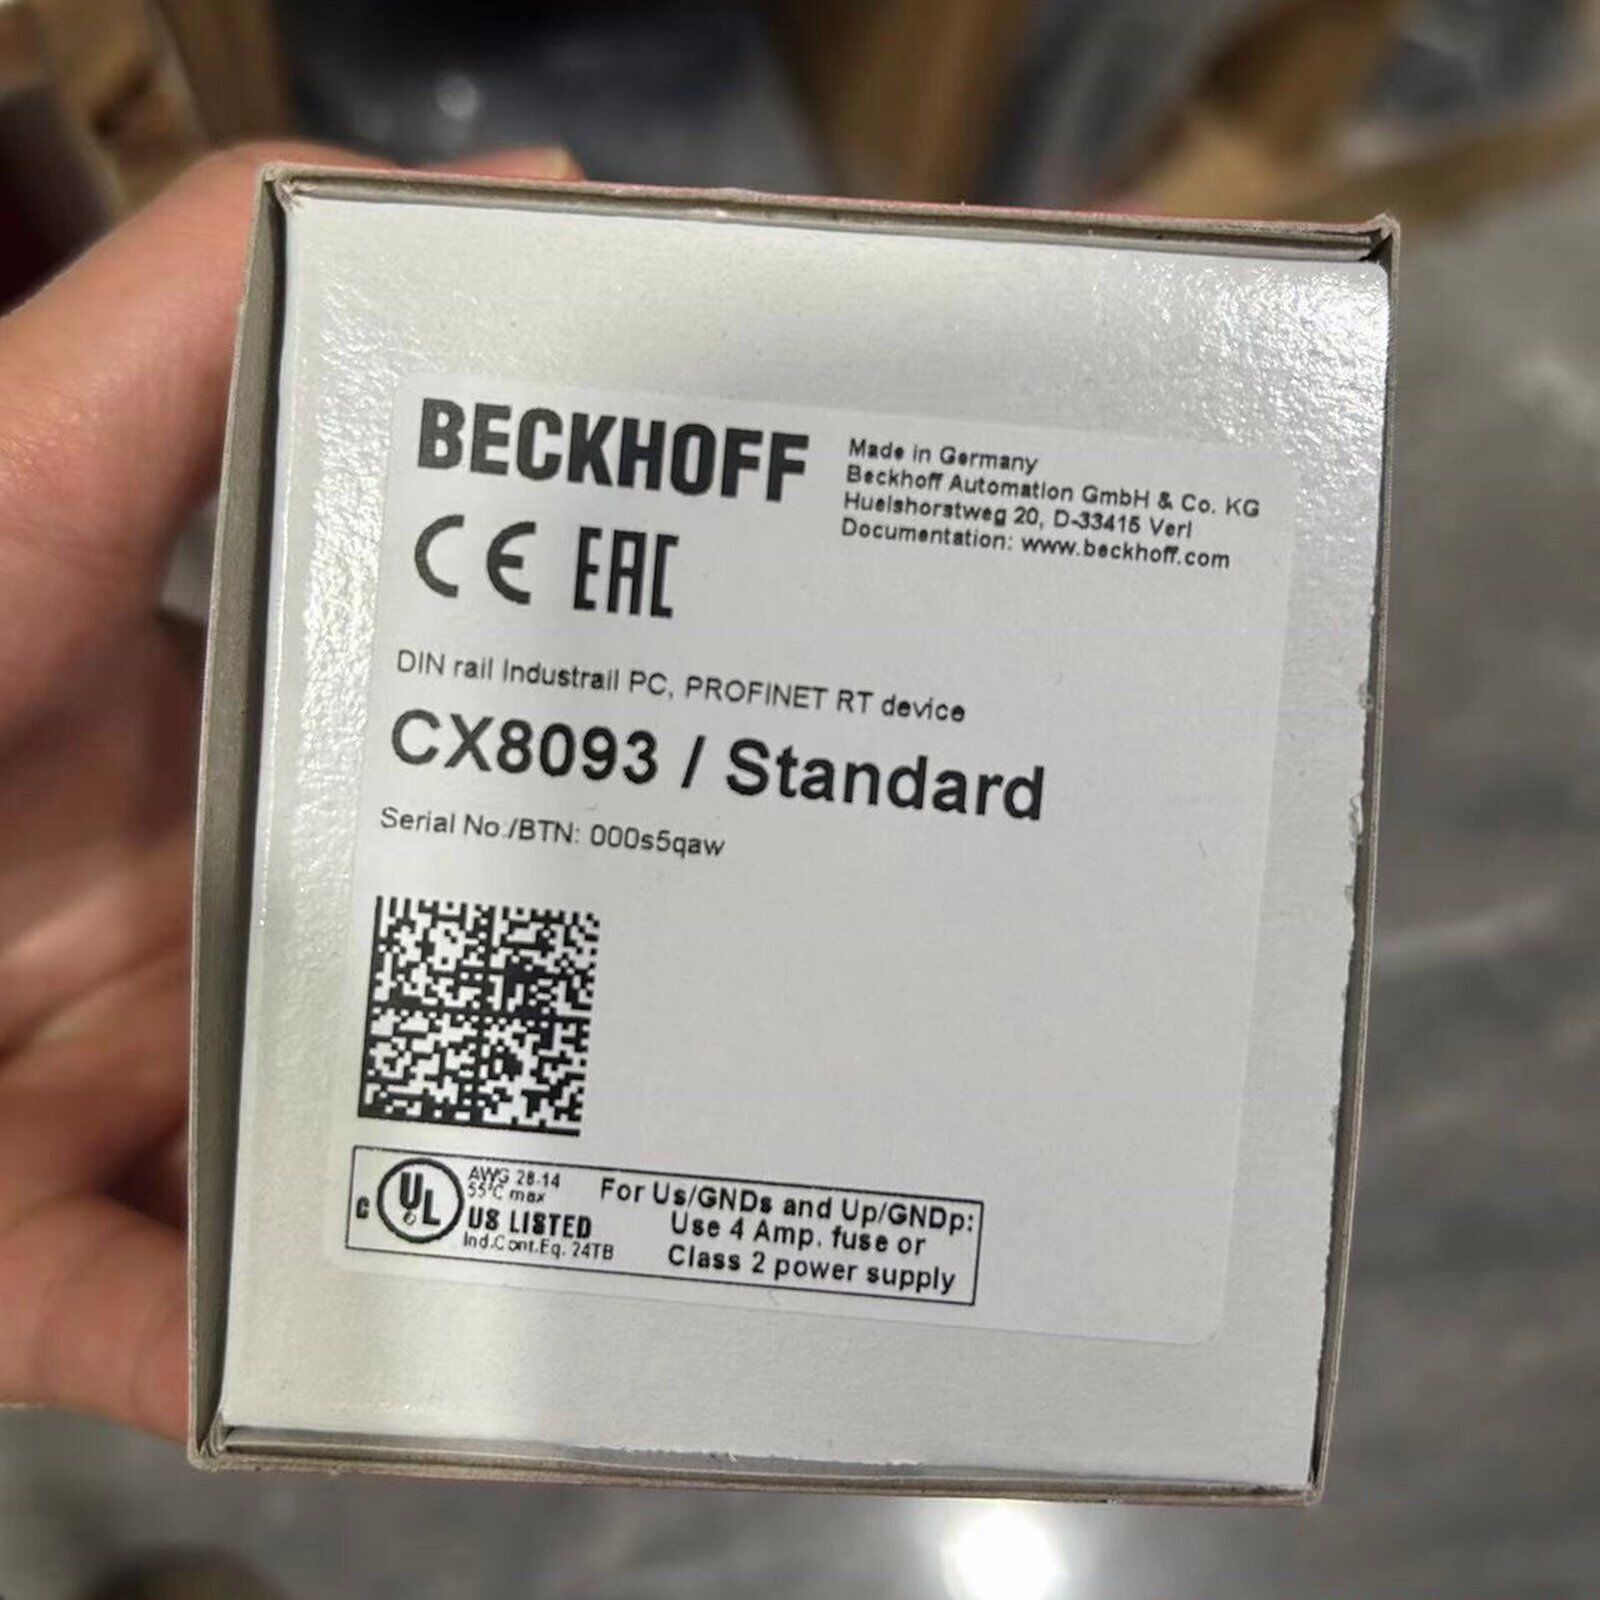 BECKHOFF
Made in Germany
Beckhoff Automation GmbH & Co. KG
Huelshorstweg 20, D-33415 Verl
Documentation: www.beckhoff.com
CE EAC
DIN rail Industrail PC, PROFINET RT device
CX8093 / Standard
Serial No./BTN: 000s5qaw
C UL
AWG 28-14
55°C max
US LISTED
Ind.Cont.Eq. 24TB
For Us/GNDs and Up/GNDp:
Use 4 Amp. fuse or
Class 2 power supply